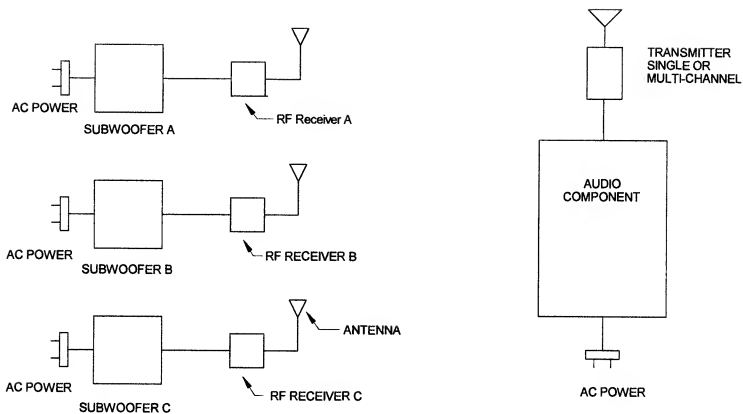 AC POWER
SUBWOOFER A
RF Receiver A
AC POWER
SUBWOOFER B
RF RECEIVER B
ANTENNA
AC POWER
SUBWOOFER C
RF RECEIVER C
TRANSMITTER
SINGLE OR
MULTI-CHANNEL
AUDIO
COMPONENT
AC POWER